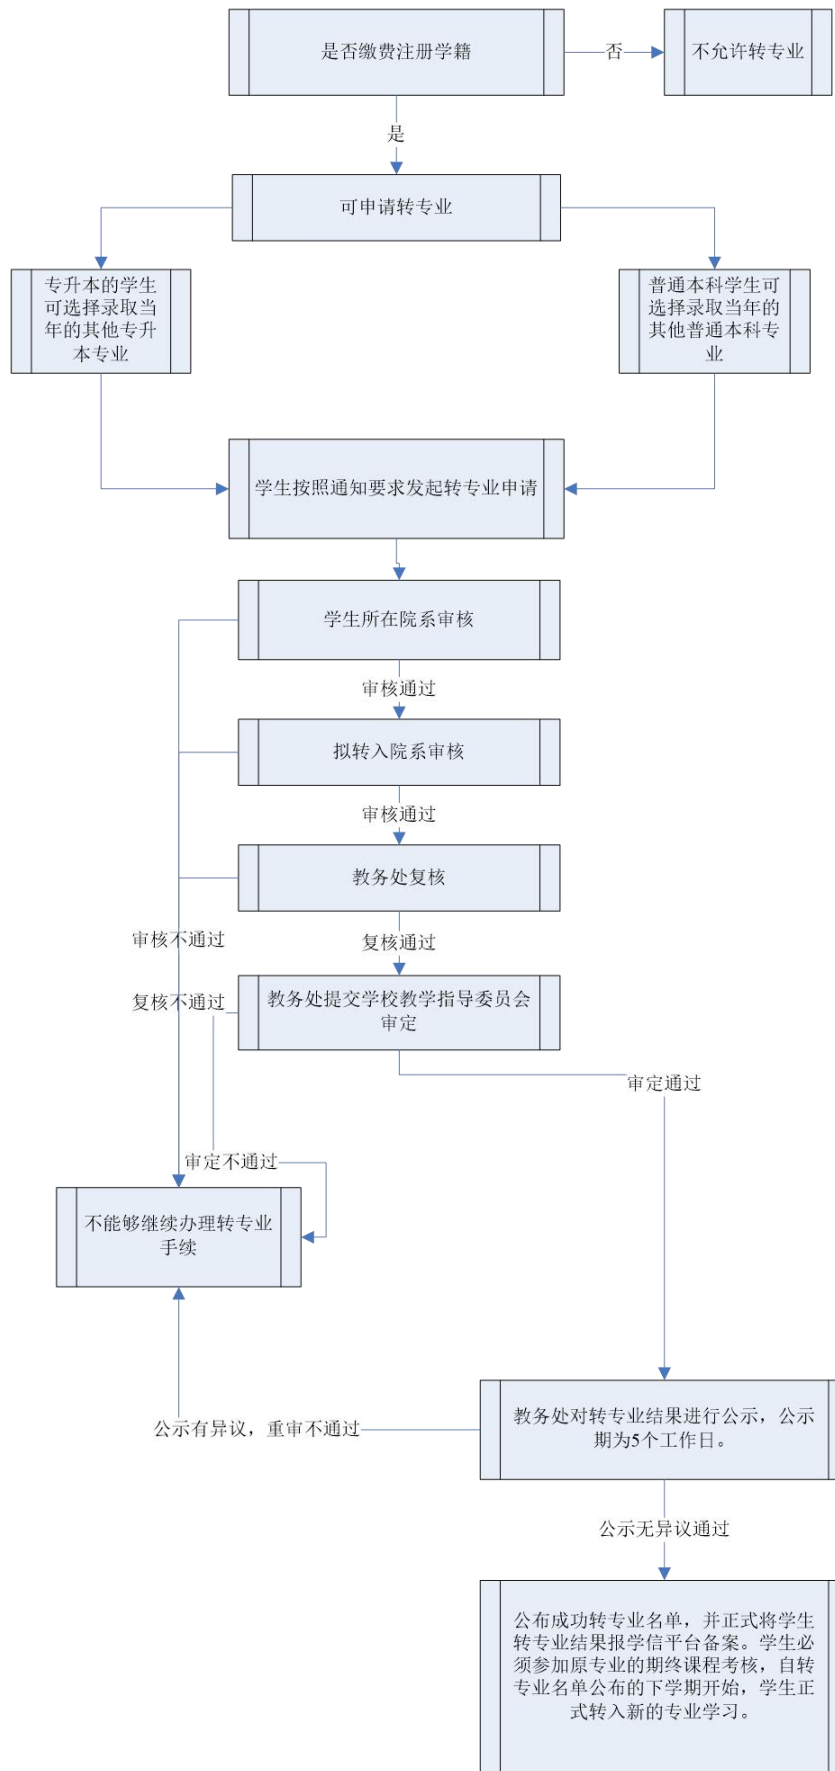 是否缴费注册学籍
否
不允许转专业
是
可申请转专业
专升本的学生
可选择录取当
年的其他专升
本专业
普通本科学生可
选择录取当年的
其他普通本科专
业
学生按照通知要求发起转专业申请
学生所在院系审核
审核通过
拟转入院系审核
审核通过
教务处复核
审核不通过
复核通过
复核不通过
教务处提交学校教学指导委员会
审定
审定通过
审定不通过
不能够继续办理转专业
手续
教务处对转专业结果进行公示，公示
期为5个工作日。
公示有异议，重审不通过
公示无异议通过
公布成功转专业名单，并正式将学生
转专业结果报学信平台备案。学生必
须参加原专业的期终课程考核，自转
专业名单公布的下学期开始，学生正
式转入新的专业学习。